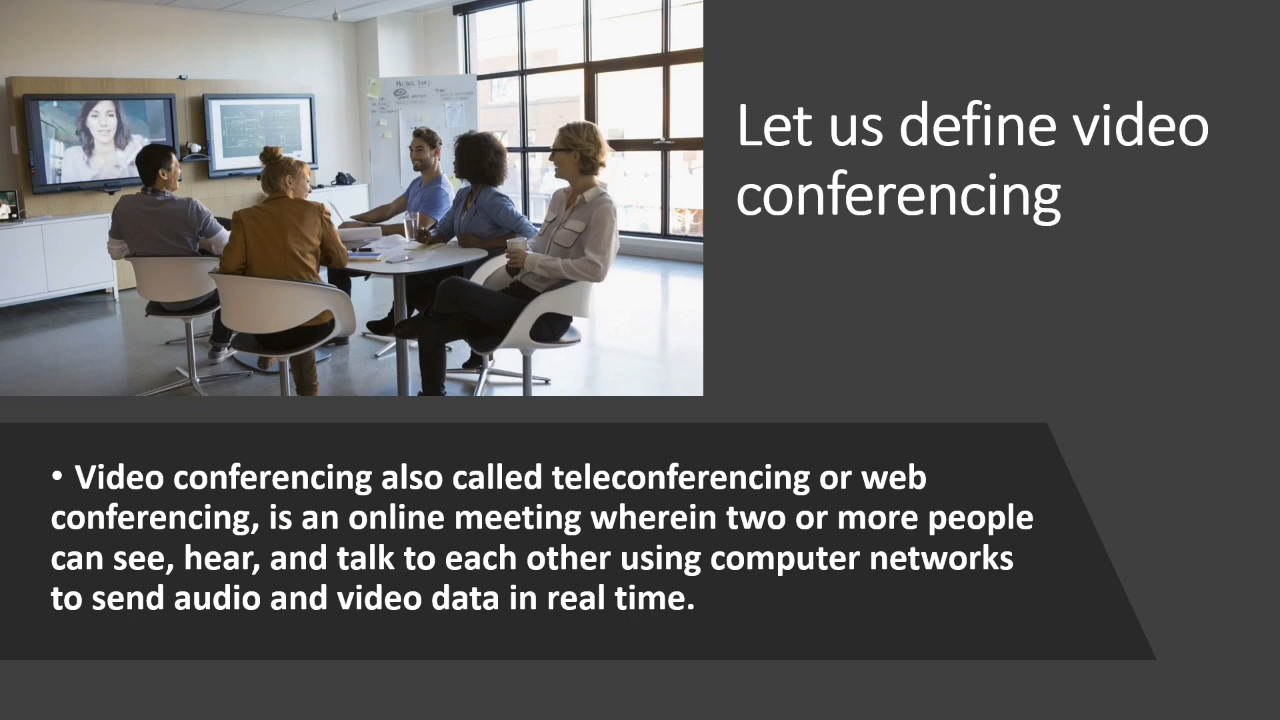 Let us define video
conferencing
• Video conferencing also called teleconferencing or web
conferencing, is an online meeting wherein two or more people
can see, hear, and talk to each other using computer networks
to send audio and video data in real time.